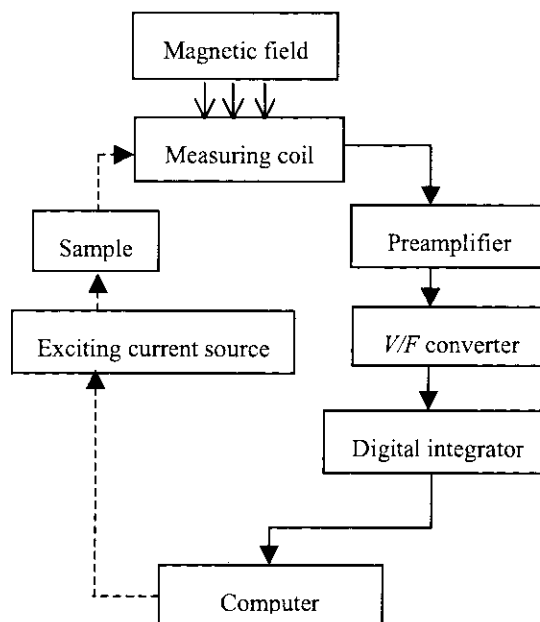 Magnetic field
Measuring coil
Sample
Preamplifier
Exciting current source
V/F converter
Digital integrator
Computer